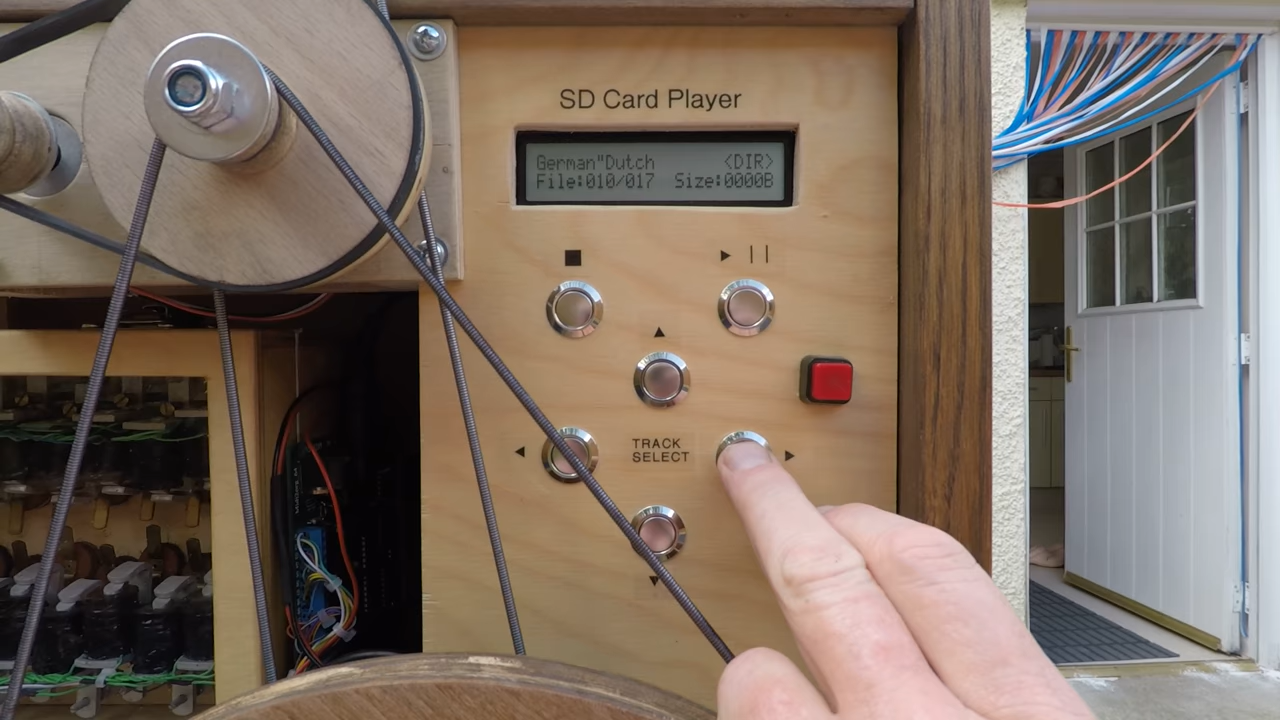 SD Card Player
German"Dutch <DIR>
File:010/017 Size:0000B
TRACK
SELECT